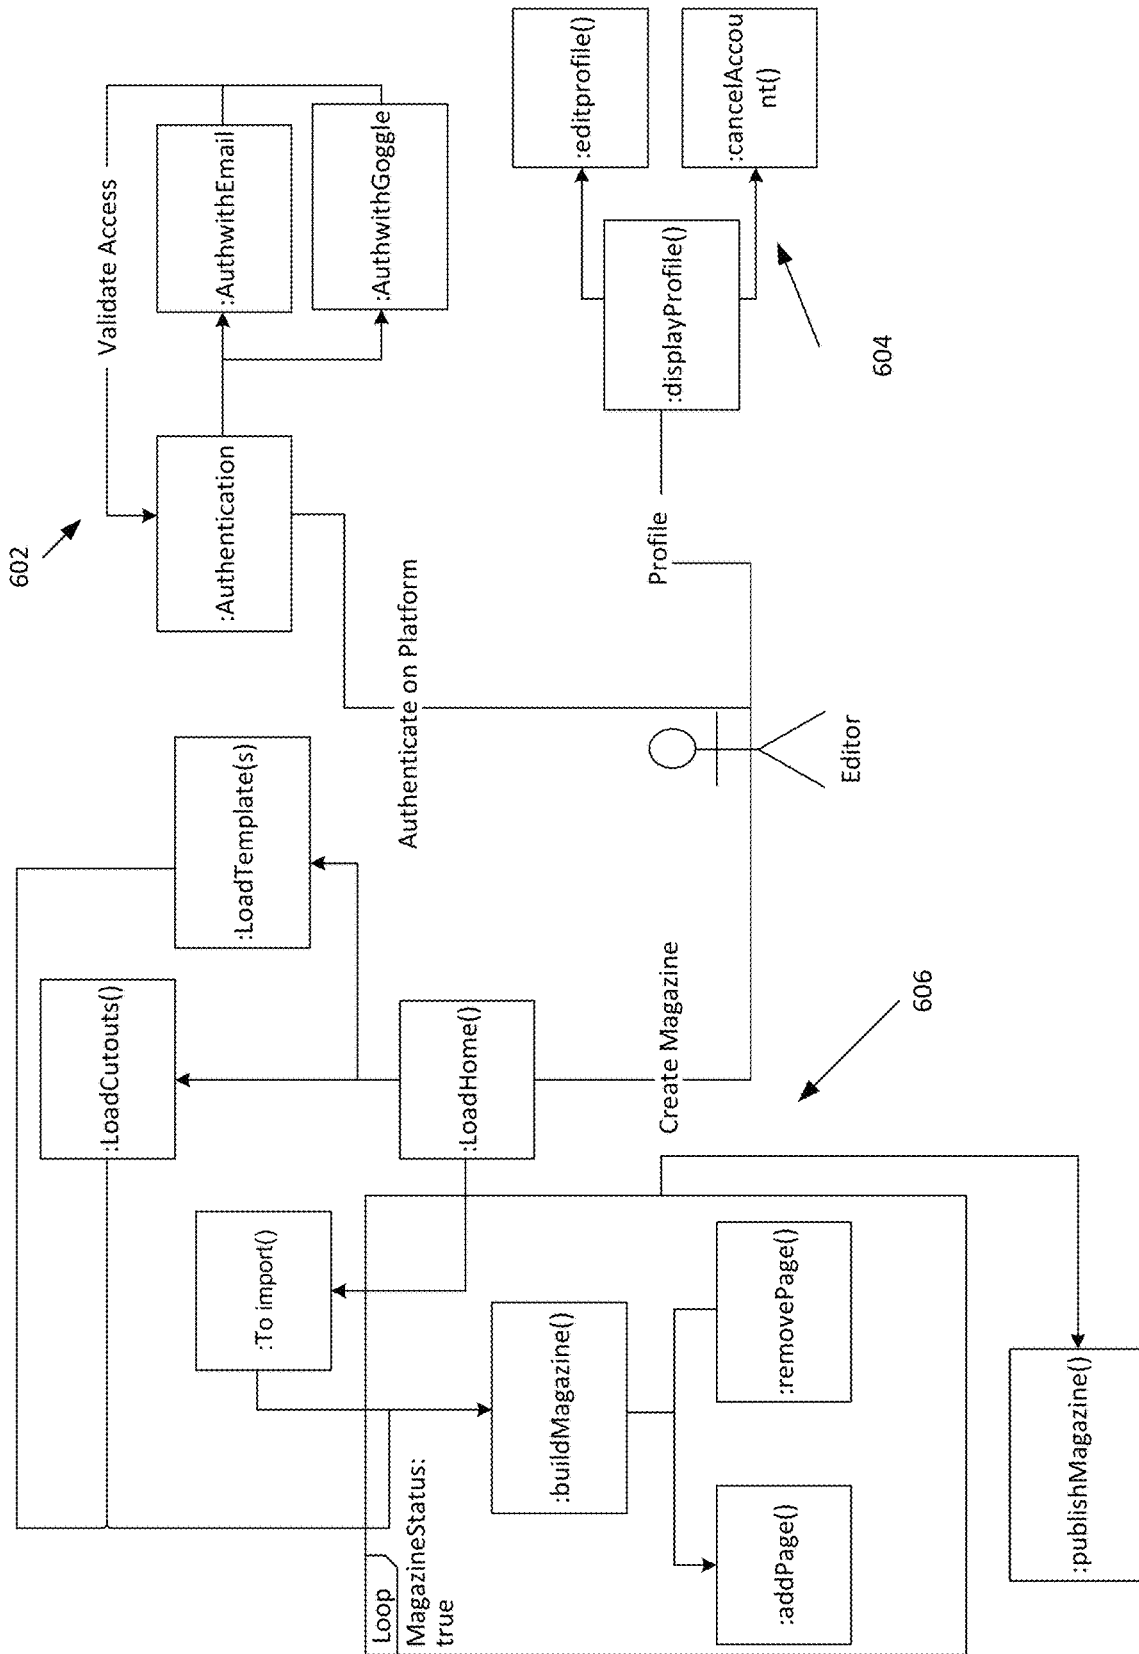 602
Validate Access
:Authentication
:AuthwithEmail
:AuthwithGoggle
Authenticate on Platform
Profile
:displayProfile()
:editprofile()
:cancelAccou
nt()
604
Editor
Create Magazine
606
:LoadHome()
:LoadCutouts()
:LoadTemplate(s)
:To import()
Loop
MagazineStatus:
true
:buildMagazine()
:addPage()
:removePage()
:publishMagazine()